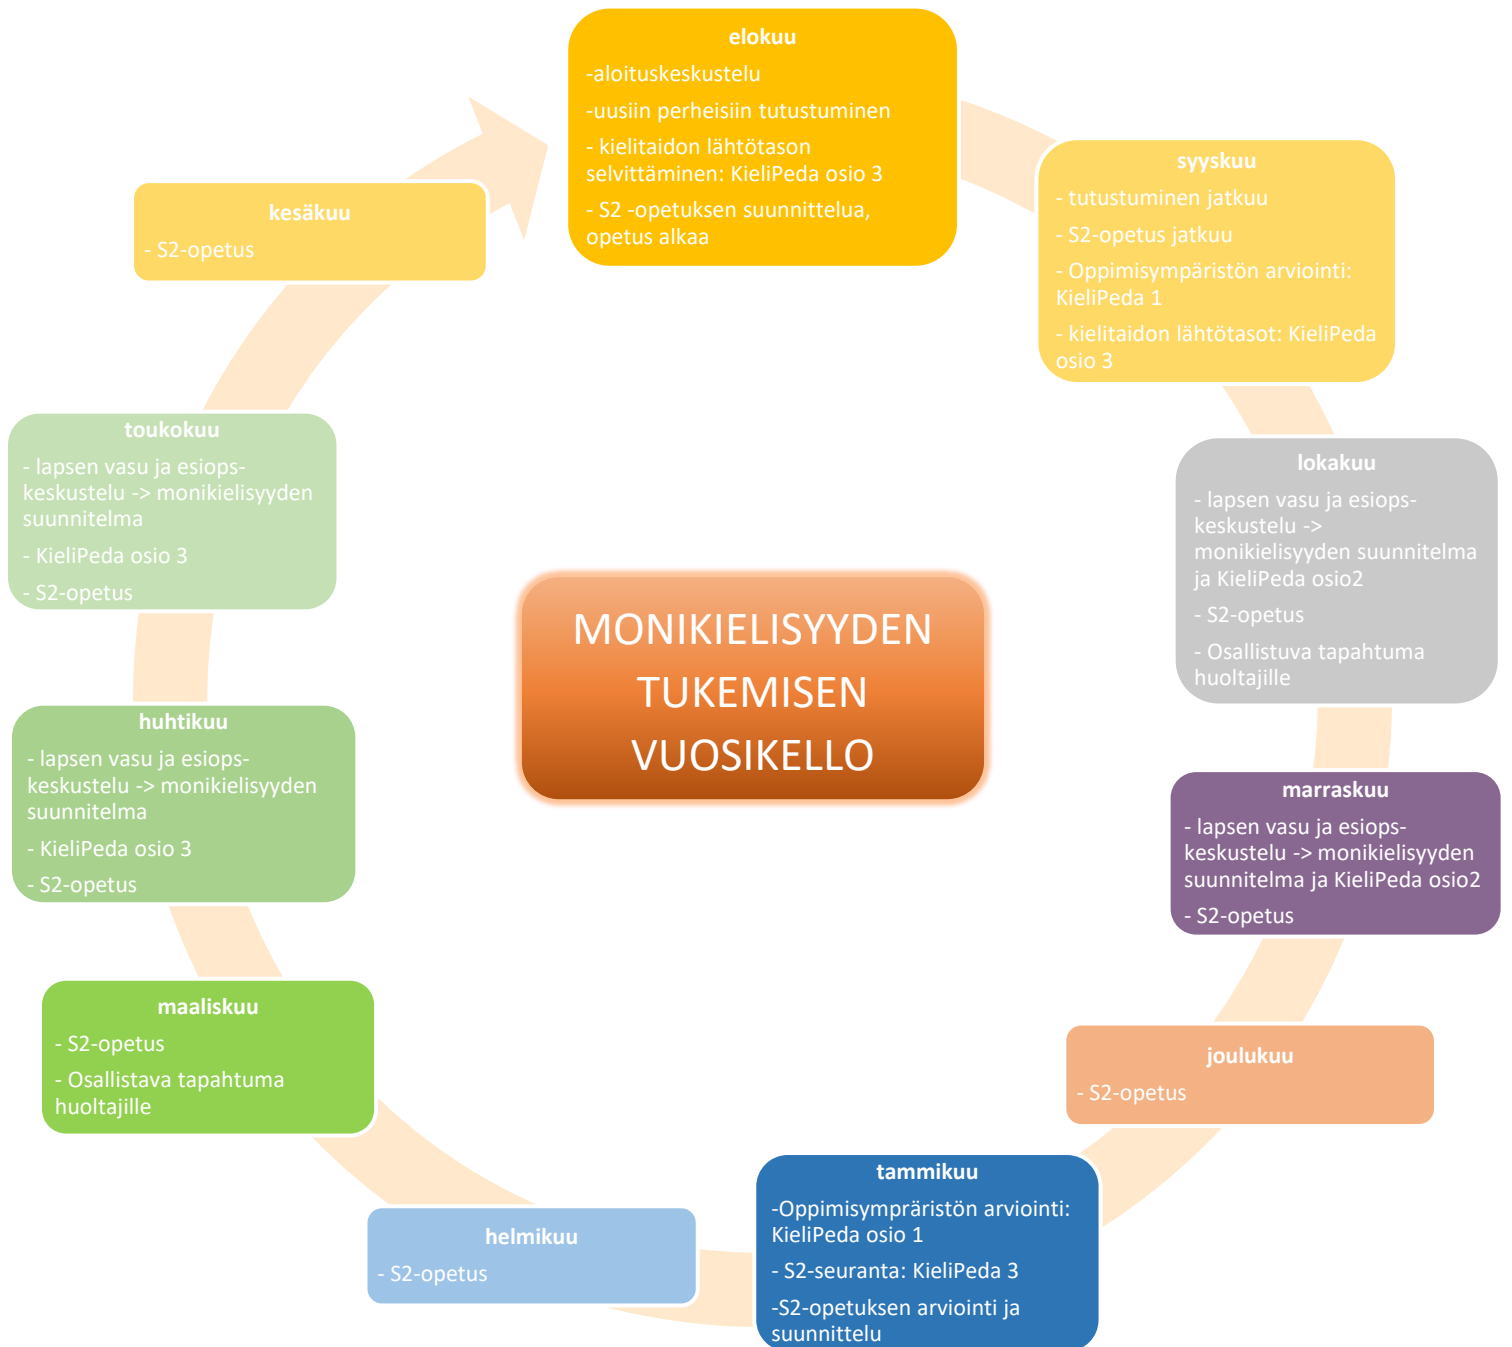 elokuu
-aloituskeskustelu
-uusiin perheisiin tutustuminen
- kielitaidon lähtötason
selvittäminen: KieliPeda osio 3
- S2 -opetuksen suunnittelua,
opetus alkaa
syyskuu
- tutustuminen jatkuu
- S2-opetus jatkuu
- Oppimisympäristön arviointi:
KieliPeda 1
- kielitaidon lähtötasot: KieliPeda
osio 3
lokakuu
- lapsen vasu ja esiops-
keskustelu ->
monikielisyyden suunnitelma
ja KieliPeda osio2
- S2-opetus
- Osallistuva tapahtuma
huoltajille
marraskuu
- lapsen vasu ja esiops-
keskustelu -> monikielisyyden
suunnitelma ja KieliPeda osio2
- S2-opetus
joulukuu
- S2-opetus
tammikuu
-Oppimisympräristön arviointi:
KieliPeda osio 1
- S2-seuranta: KieliPeda 3
-S2-opetuksen arviointi ja
suunnittelu
helmikuu
- S2-opetus
maaliskuu
- S2-opetus
- Osallistava tapahtuma
huoltajille
huhtikuu
- lapsen vasu ja esiops-
keskustelu -> monikielisyyden
suunnitelma
- KieliPeda osio 3
- S2-opetus
toukokuu
- lapsen vasu ja esiops-
keskustelu -> monikielisyyden
suunnitelma
- KieliPeda osio 3
- S2-opetus
kesäkuu
- S2-opetus
MONIKIELISYYDEN
TUKEMISEN
VUOSIKELLO